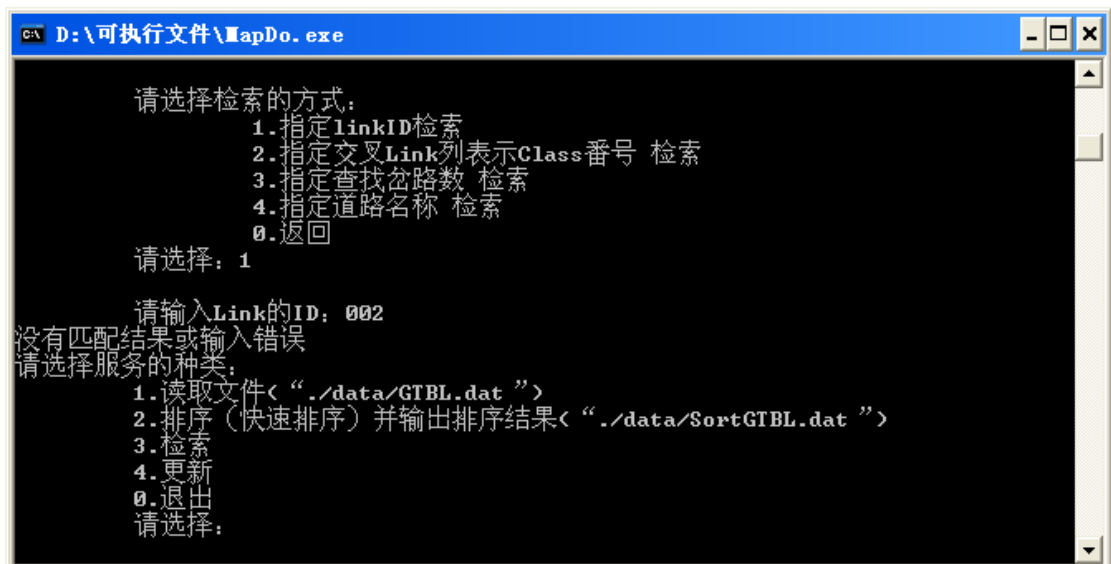 D:\可执行文件\MapDo.exe
请选择检索的方式：
1.指定linkID检索
2.指定交叉Link列表示Class番号 检索
3.指定查找岔路数 检索
4.指定道路名称 检索
0.返回
请选择：1
请输入Link的ID：002
没有匹配结果或输入错误
请选择服务的种类：
1.读取文件(“./data/GTBL.dat ”)
2.排序（快速排序）并输出排序结果(“./data/SortGTBL.dat ”)
3.检索
4.更新
0.退出
请选择：